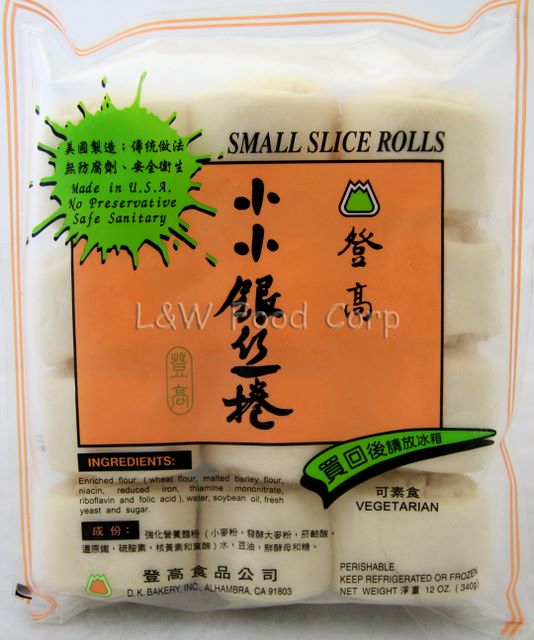 美國製造：傳統做法
無防腐劑、安全衛生
Made in U.S.A.
No Preservative
Safe Sanitary
SMALL SLICE ROLLS
小小銀丝捲
登高
L&W Food Corp
登高
INGREDIENTS:
Enriched flour (wheat flour, malted barley flour,
niacin, reduced iron, thiamine mononitrate,
riboflavin and folic acid), water, soybean oil, fresh
yeast and sugar.
成份：
強化營養麵粉（小麥粉，發酵大麥粉，菸鹼酸，
還原鐵，硫胺素，核黃素和葉酸）水，豆油，鮮酵母和糖。
登高食品公司
D. K. BAKERY, INC., ALHAMBRA, CA 91803
買回後請放冰箱
可素食
VEGETARIAN
PERISHABLE
KEEP REFRIGERATED OR FROZEN
NET WEIGHT 淨重 12 OZ. (340g)